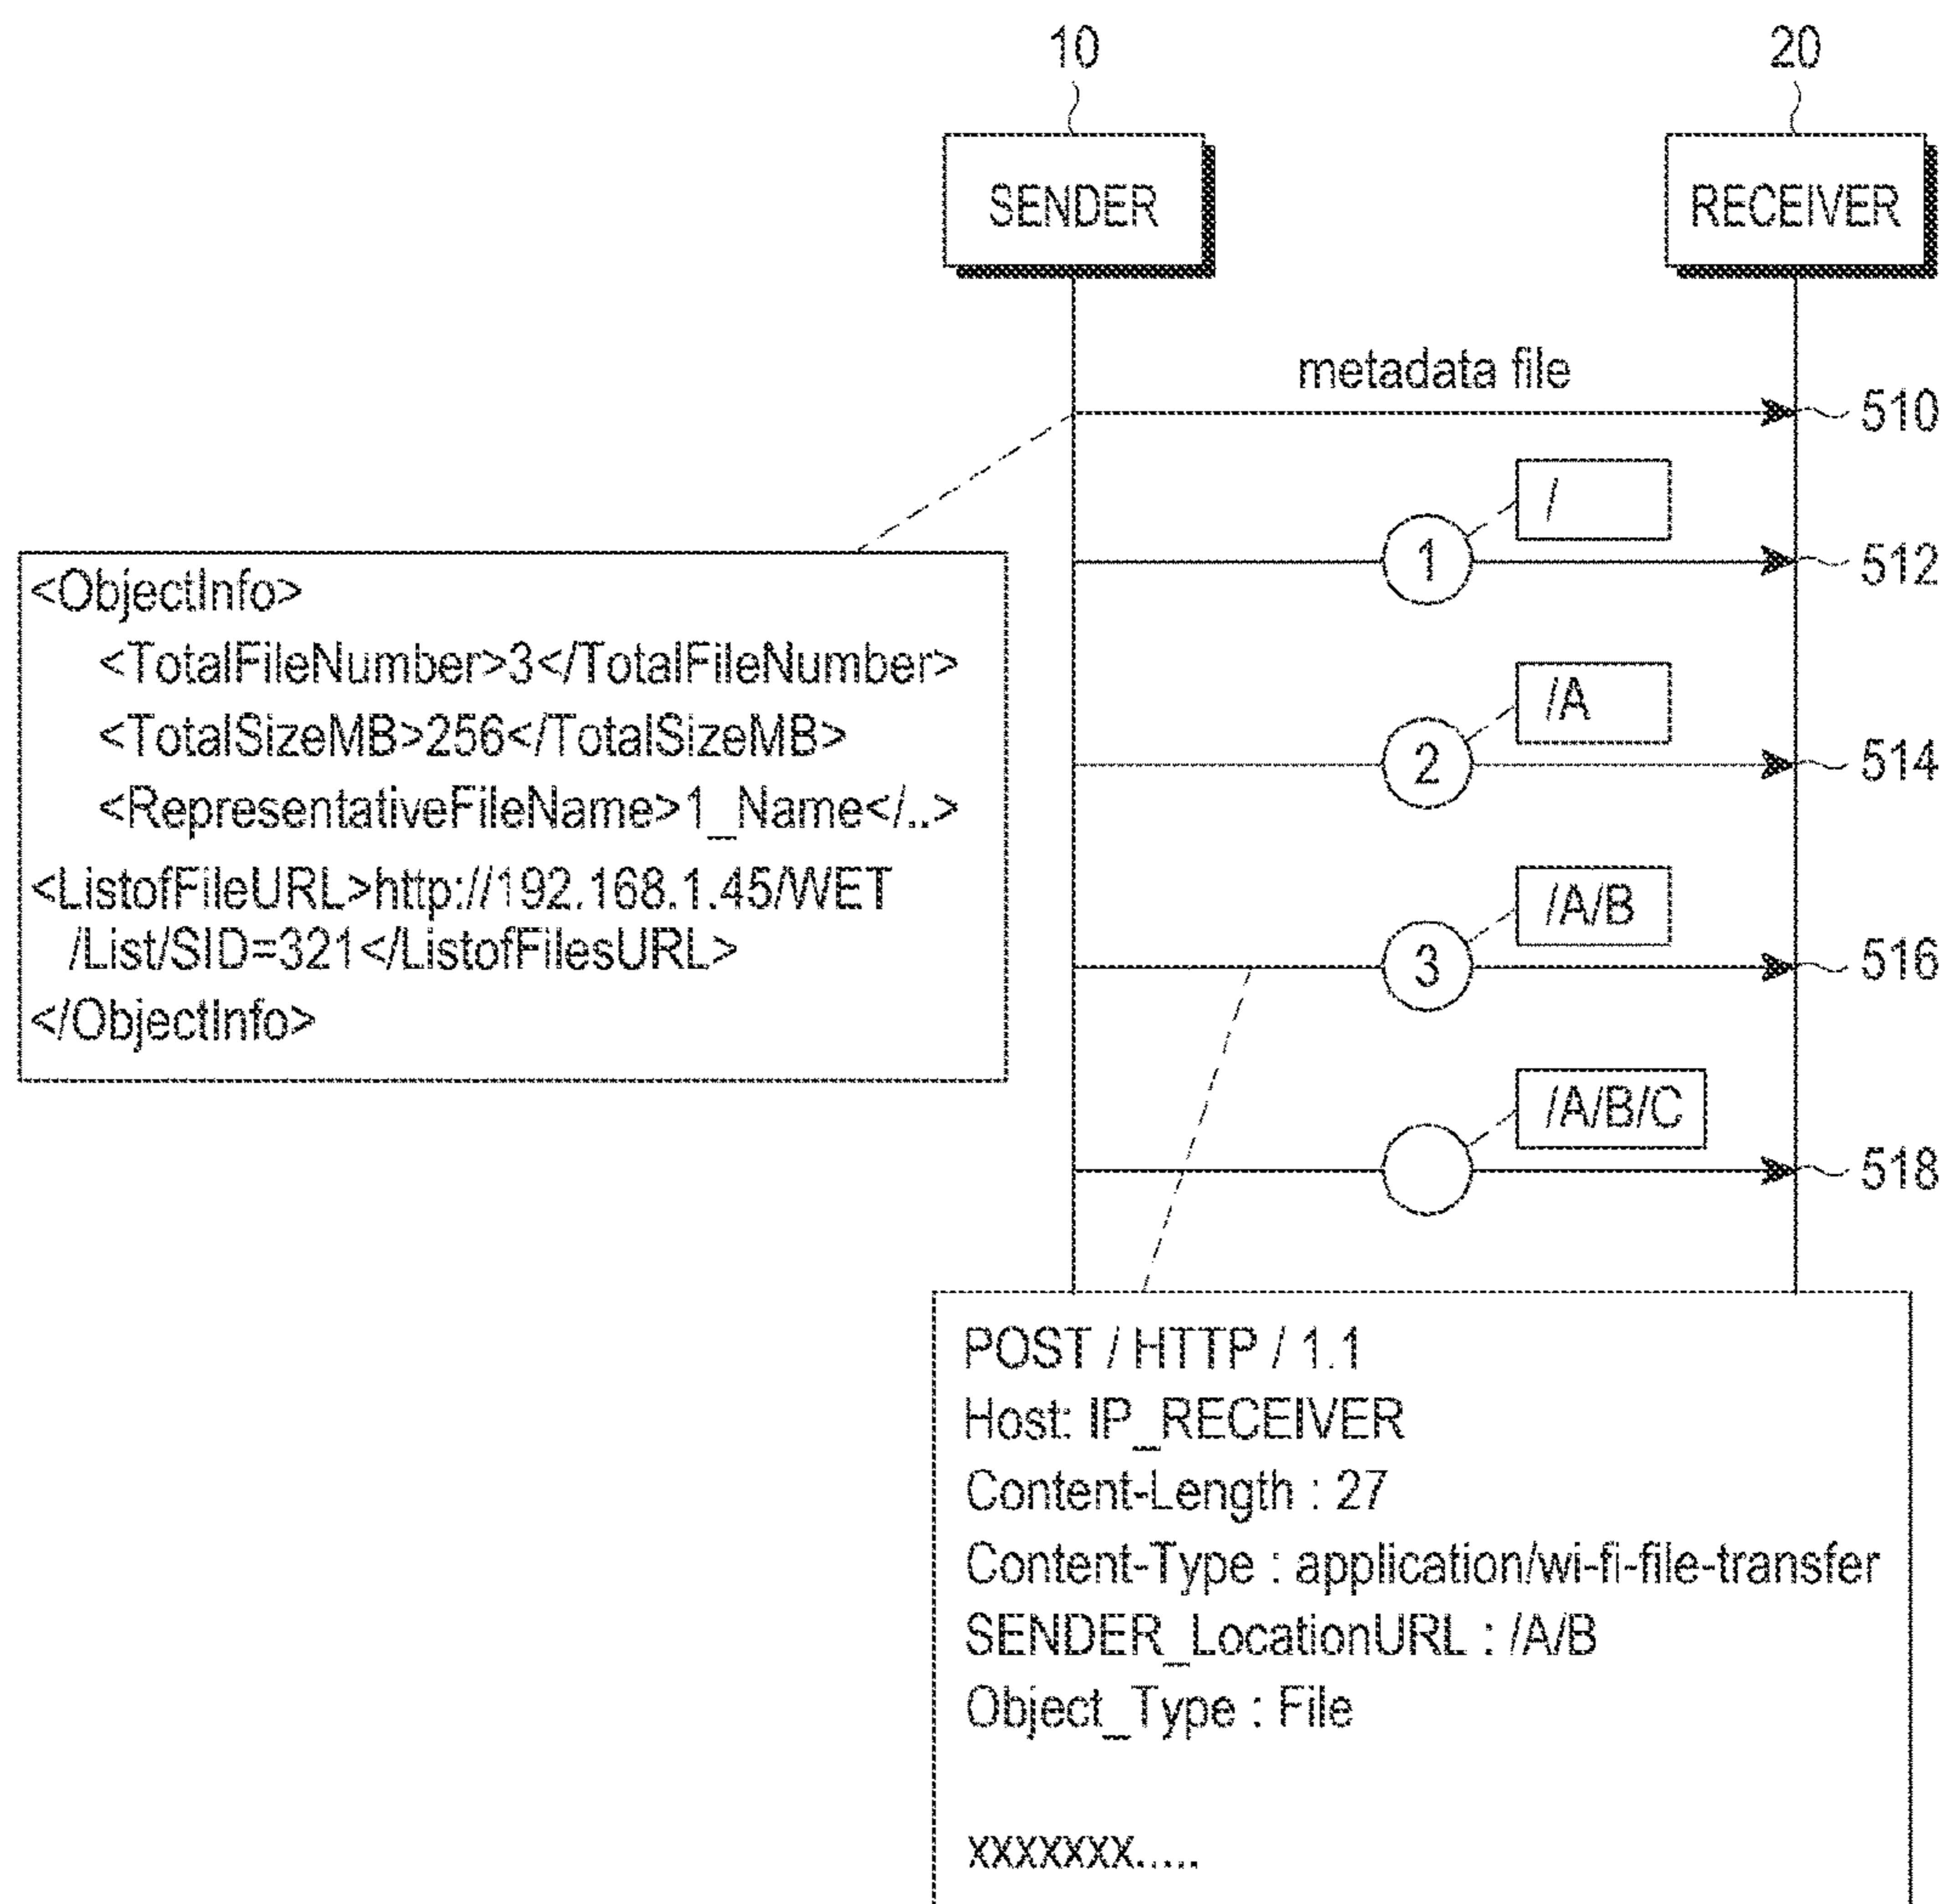 10
20
SENDER
RECEIVER
metadata file
510
/
1
512
<ObjectInfo>
<TotalFileNumber>3</TotalFileNumber>
<TotalSizeMB>256</TotalSizeMB>
<RepresentativeFileName>1_Name</..>
<ListofFileURL>http://192.168.1.45/WET
/List/SID=321</ListofFilesURL>
</ObjectInfo>
/A
2
514
/A/B
3
516
/A/B/C
518
POST / HTTP / 1.1
Host: IP_RECEIVER
Content-Length : 27
Content-Type : application/wi-fi-file-transfer
SENDER_LocationURL : /A/B
Object_Type : File
xxxxxxx.....